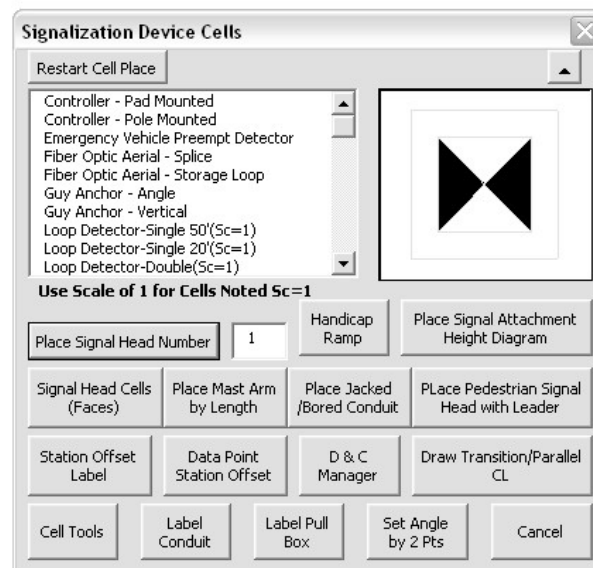 Signalization Device Cells
Restart Cell Place
Controller - Pad Mounted
Controller - Pole Mounted
Emergency Vehicle Preempt Detector
Fiber Optic Aerial - Splice
Fiber Optic Aerial - Storage Loop
Guy Anchor - Angle
Guy Anchor - Vertical
Loop Detector-Single 50'(Sc=1)
Loop Detector-Single 20'(Sc=1)
Loop Detector-Double(Sc=1)
Use Scale of 1 for Cells Noted Sc=1
Place Signal Head Number
1
Handicap
Ramp
Place Signal Attachment
Height Diagram
Signal Head Cells
(Faces)
Place Mast Arm
by Length
Place Jacked
/Bored Conduit
PLace Pedestrian Signal
Head with Leader
Station Offset
Label
Data Point
Station Offset
D & C
Manager
Draw Transition/Parallel
CL
Cell Tools
Label
Conduit
Label Pull
Box
Set Angle
by 2 Pts
Cancel